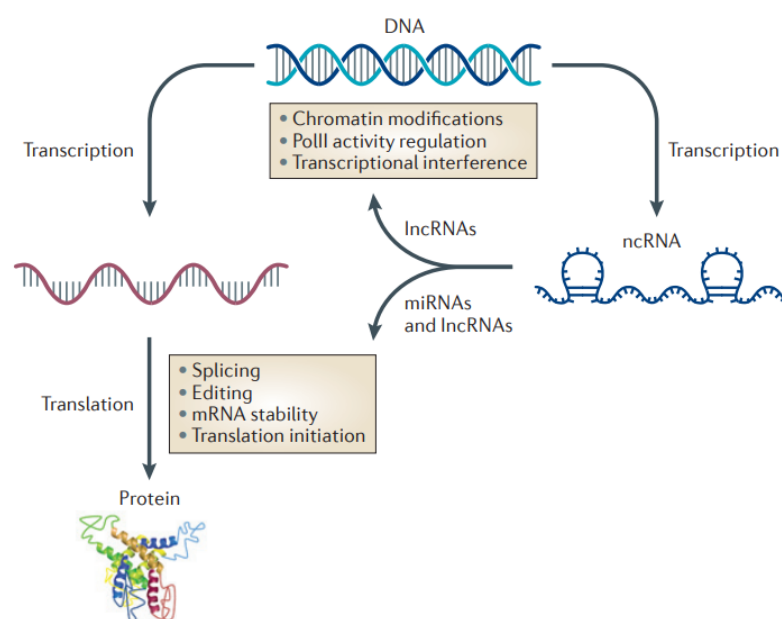 DNA
• Chromatin modifications
• PolII activity regulation
• Transcriptional interference
Transcription
Transcription
lncRNAs
ncRNA
miRNAs
and lncRNAs
• Splicing
• Editing
• mRNA stability
• Translation initiation
Translation
Protein